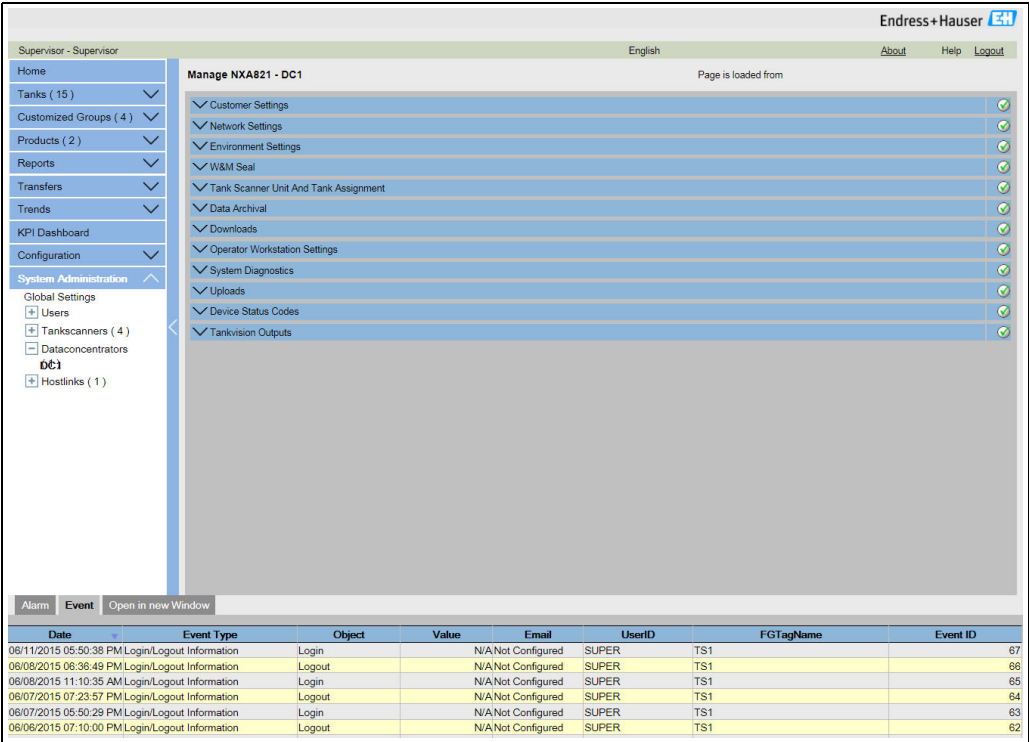 Endress+Hauser EH
Supervisor - Supervisor English About Help Logout
Home
Tanks ( 15 )
Customized Groups ( 4 )
Products ( 2 )
Reports
Transfers
Trends
KPI Dashboard
Configuration
System Administration
Global Settings
Users
Tankscanners ( 4 )
Dataconcentrators
DC1
Hostlinks ( 1 )
Manage NXA821 - DC1 Page is loaded from
Customer Settings
Network Settings
Environment Settings
W&M Seal
Tank Scanner Unit And Tank Assignment
Data Archival
Downloads
Operator Workstation Settings
System Diagnostics
Uploads
Device Status Codes
Tankvision Outputs
Alarm Event Open in new Window
Date Event Type Object Value Email UserID FGTagName Event ID
06/11/2015 05:50:38 PM Login/Logout Information Login N/A Not Configured SUPER TS1 67
06/08/2015 06:36:49 PM Login/Logout Information Logout N/A Not Configured SUPER TS1 66
06/08/2015 11:10:35 AM Login/Logout Information Login N/A Not Configured SUPER TS1 65
06/07/2015 07:23:57 PM Login/Logout Information Logout N/A Not Configured SUPER TS1 64
06/07/2015 05:50:29 PM Login/Logout Information Login N/A Not Configured SUPER TS1 63
06/06/2015 07:10:00 PM Login/Logout Information Logout N/A Not Configured SUPER TS1 62